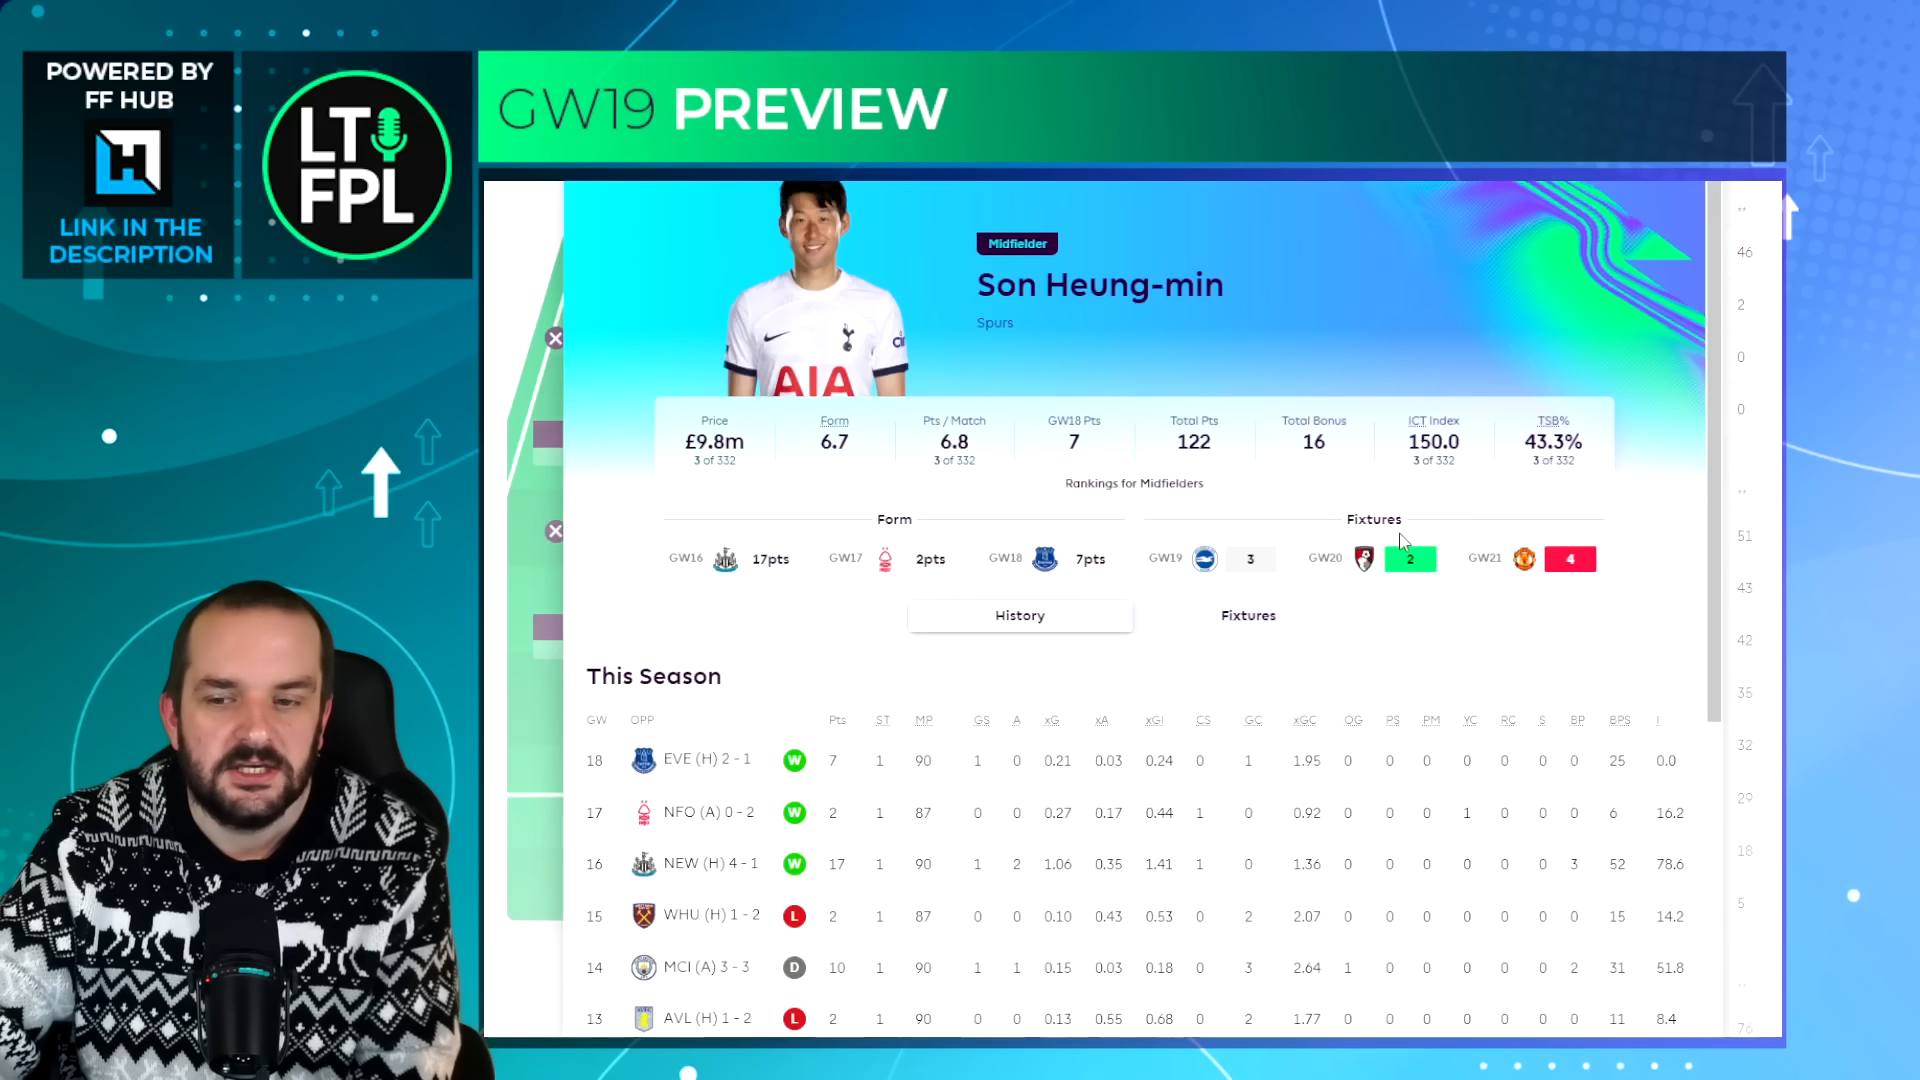 POWERED BY
FF HUB
LINK IN THE
DESCRIPTION
LT
FPL
GW19 PREVIEW
Midfielder
Son Heung-min
Spurs
AIA
Price Form Pts / Match GW18 Pts Total Pts Total Bonus ICT Index TSB%
£9.8m 6.7 6.8 7 122 16 150.0 43.3%
3 of 332 3 of 332 3 of 332 3 of 332
Rankings for Midfielders
Form Fixtures
GW16 17pts GW17 2pts GW18 7pts GW19 3 GW20 2 GW21 4
History Fixtures
This Season
GW OPP Pts ST MP GS A xG xA xGI CS GC xGC OG PS PM YC RC S BP BPS I
18 EVE (H) 2 - 1 W 7 1 90 1 0 0.21 0.03 0.24 0 1 1.95 0 0 0 0 0 0 0 25 0.0
17 NFO (A) 0 - 2 W 2 1 87 0 0 0.27 0.17 0.44 1 0 0.92 0 0 0 1 0 0 0 6 16.2
16 NEW (H) 4 - 1 W 17 1 90 1 2 1.06 0.35 1.41 1 0 1.36 0 0 0 0 0 0 3 52 78.6
15 WHU (H) 1 - 2 L 2 1 87 0 0 0.10 0.43 0.53 0 2 2.07 0 0 0 0 0 0 0 15 14.2
14 MCI (A) 3 - 3 D 10 1 90 1 1 0.15 0.03 0.18 0 3 2.64 1 0 0 0 0 0 2 31 51.8
13 AVL (H) 1 - 2 L 2 1 90 0 0 0.13 0.55 0.68 0 2 1.77 0 0 0 0 0 0 0 11 8.4
46
2
0
0
51
43
42
35
32
29
18
5
76